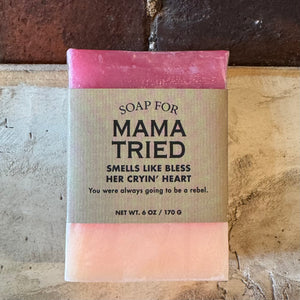 SOAP FOR
MAMA
TRIED
SMELLS LIKE BLESS
HER CRYIN' HEART
You were always going to be a rebel.
NET WT. 6 OZ / 170 G